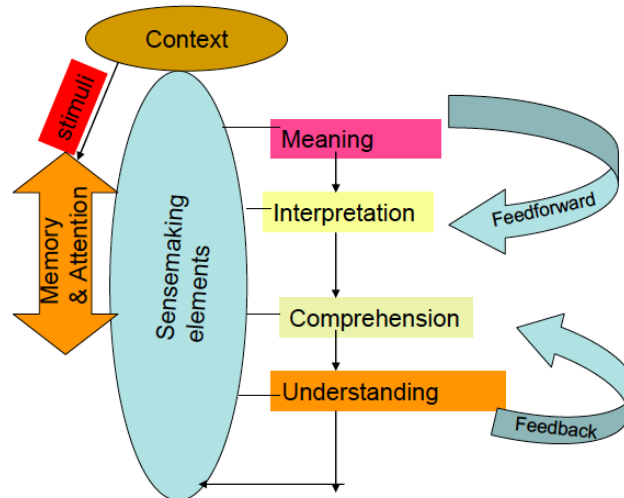 Context
stimuli
Memory
& Attention
Sensemaking
elements
Meaning
Interpretation
Comprehension
Understanding
Feedforward
Feedback